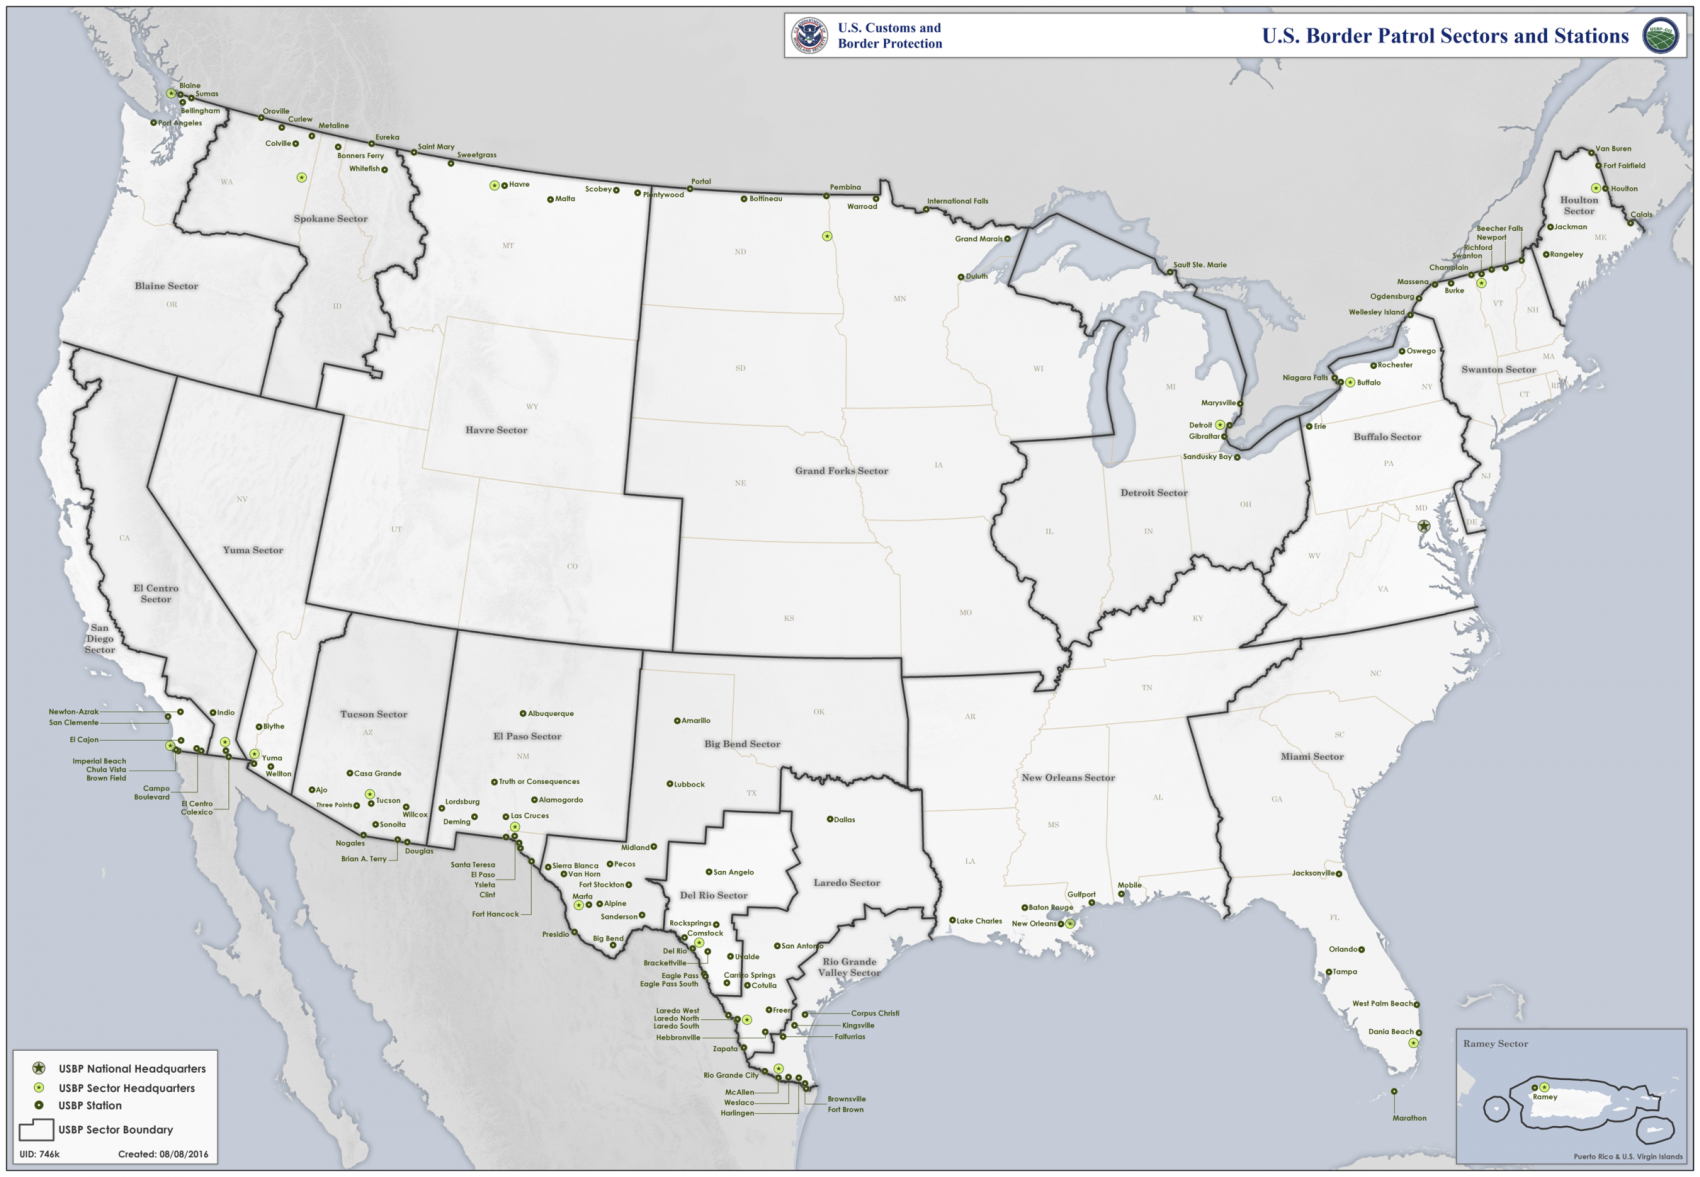 U.S. Customs and
Border Protection
U.S. Border Patrol Sectors and Stations
Blaine
Sumas
Bellingham
Port Angeles
Oroville
Curlew
Metaline
Colville
Bonners Ferry
Eureka
Whitefish
Saint Mary
Sweetgrass
Havre
Malta
Scobey
Plentywood
Portal
Bottineau
Pembina
Warroad
International Falls
Grand Marais
Duluth
Sault Ste. Marie
Van Buren
Fort Fairfield
Houlton
Houlton
Sector
Calais
Jackman
Rangeley
ME
Beecher Falls
Newport
Richford
Swanton
Champlain
Massena
Burke
Ogdensburg
Wellesley Island
VT
NH
MA
RI
CT
WA
Spokane Sector
Blaine Sector
OR
ID
MT
ND
MN
SD
WI
MI
WY
Havre Sector
Grand Forks Sector
NE
IA
Marysville
Detroit
Gibraltar
Sandusky Bay
Detroit Sector
IL
IN
OH
Oswego
Rochester
Niagara Falls
Buffalo
NY
Swanton Sector
Erie
Buffalo Sector
PA
NJ
MD
DE
WV
VA
NV
UT
CA
Yuma Sector
CO
KS
MO
KY
El Centro
Sector
San
Diego
Sector
Newton-Azrak
San Clemente
El Cajon
Imperial Beach
Chula Vista
Brown Field
Campo
Boulevard
El Centro
Calexico
Indio
Blythe
Yuma
Wellton
Tucson Sector
AZ
Casa Grande
Ajo
Three Points
Tucson
Willcox
Sonoita
Nogales
Brian A. Terry
Douglas
Albuquerque
El Paso Sector
NM
Truth or Consequences
Alamogordo
Lordsburg
Deming
Las Cruces
Santa Teresa
El Paso
Ysleta
Clint
Fort Hancock
Amarillo
OK
Big Bend Sector
Lubbock
TX
Midland
Sierra Blanca
Van Horn
Pecos
Fort Stockton
Marfa
Alpine
Sanderson
Presidio
Big Bend
San Angelo
Del Rio Sector
Rocksprings
Comstock
Del Rio
Brackettville
Uvalde
Eagle Pass
Eagle Pass South
Carrizo Springs
Cotulla
Dallas
Laredo Sector
San Antonio
Rio Grande
Valley Sector
Laredo West
Laredo North
Laredo South
Hebbronville
Freer
Zapata
Corpus Christi
Kingsville
Falfurrias
Rio Grande City
McAllen
Weslaco
Harlingen
Brownsville
Fort Brown
AR
TN
NC
SC
New Orleans Sector
Miami Sector
MS
AL
GA
LA
Lake Charles
Baton Rouge
New Orleans
Gulfport
Mobile
Jacksonville
FL
Orlando
Tampa
West Palm Beach
Dania Beach
Marathon
Ramey Sector
Ramey
Puerto Rico & U.S. Virgin Islands
USBP National Headquarters
USBP Sector Headquarters
USBP Station
USBP Sector Boundary
UID: 746k
Created: 08/08/2016